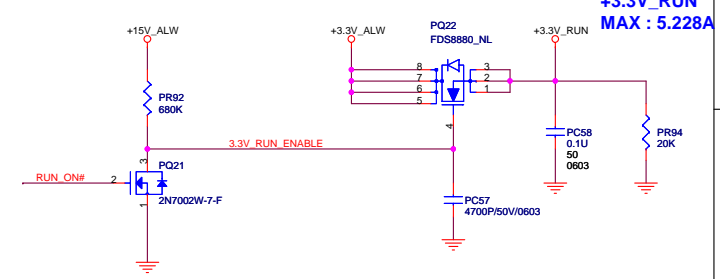 +3.3V_RUN
MAX : 5.228A
+15V_ALW
+3.3V_ALW
PQ22
FDS8880_NL
+3.3V_RUN
8
7
6
5
3
2
1
4
PR92
680K
3.3V_RUN_ENABLE
PC58
0.1U
50
0603
PR94
20K
RUN_ON#
2
3
1
PQ21
2N7002W-7-F
PC57
4700P/50V/0603